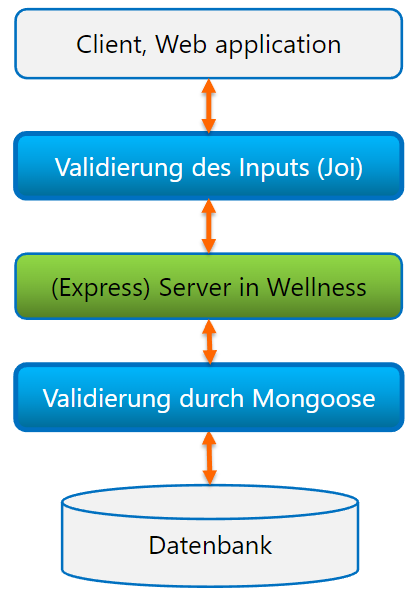 Client, Web application
Validierung des Inputs (Joi)
(Express) Server in Wellness
Validierung durch Mongoose
Datenbank